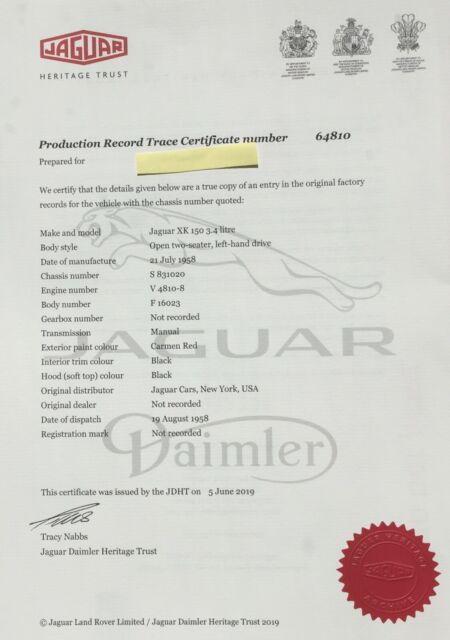 JAGUAR
HERITAGE TRUST
Production Record Trace Certificate number 64810
Prepared for
We certify that the details given below are a true copy of an entry in the original factory
records for the vehicle with the chassis number quoted:
Make and model Jaguar XK 150 3.4 litre
Body style Open two-seater, left-hand drive
Date of manufacture 21 July 1958
Chassis number S 831020
Engine number V 4810-8
Body number F 16023
Gearbox number Not recorded
Transmission Manual
JAGUAR
Exterior paint colour Carmen Red
Interior trim colour Black
Hood (soft top) colour Black
Original distributor Jaguar Cars, New York, USA
Original dealer Not recorded
Date of dispatch 19 August 1958
Registration mark Not recorded
Daimler
This certificate was issued by the JDHT on 5 June 2019
Tracy Nabbs
Jaguar Daimler Heritage Trust
JAGUAR
ARCHIVE
© Jaguar Land Rover Limited / Jaguar Daimler Heritage Trust 2019